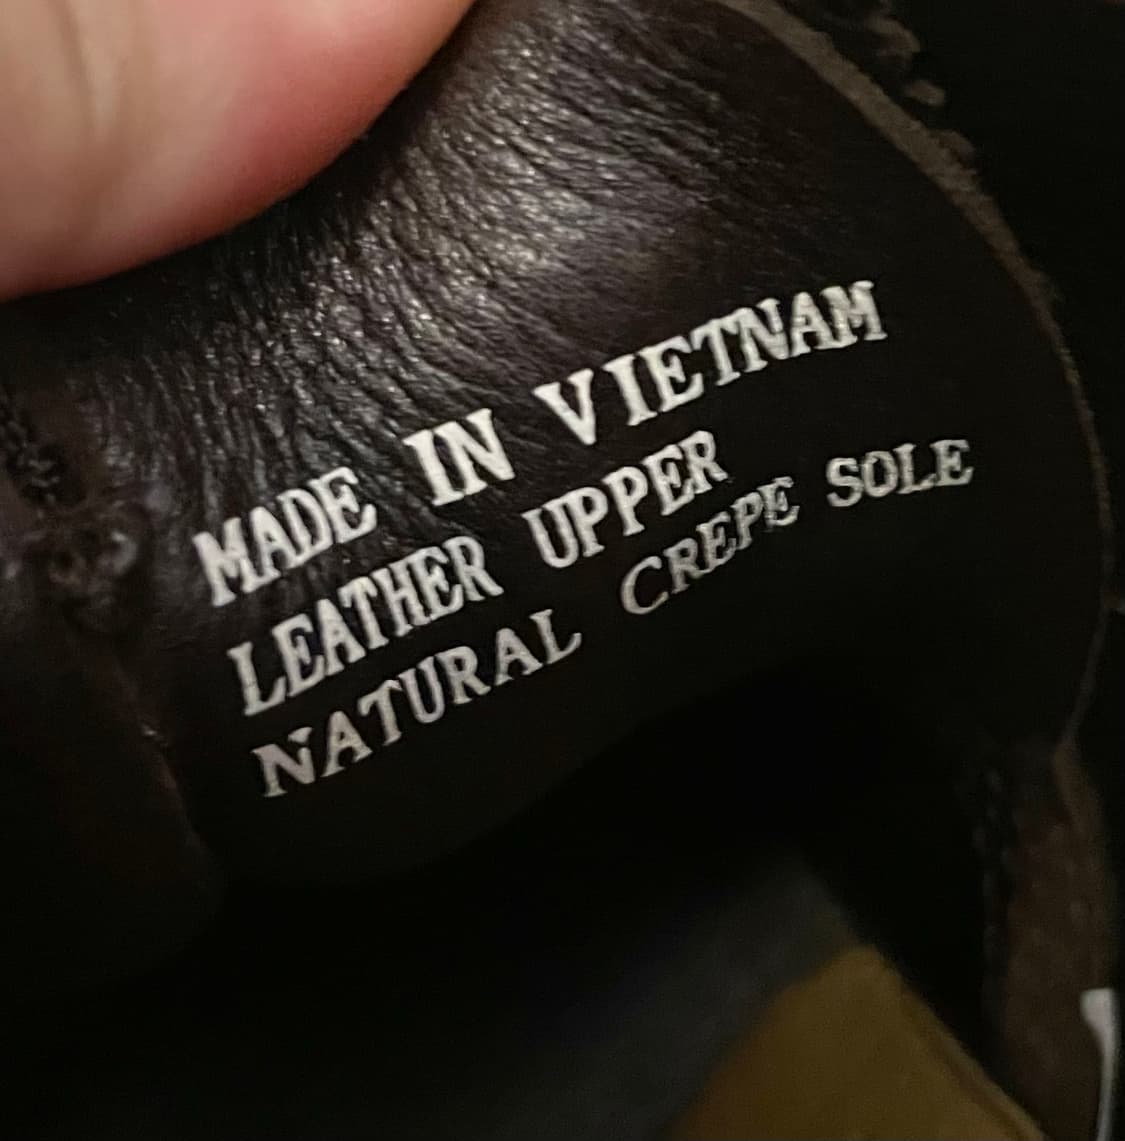 MADE IN VIETNAM
LEATHER UPPER
NATURAL CREPE SOLE